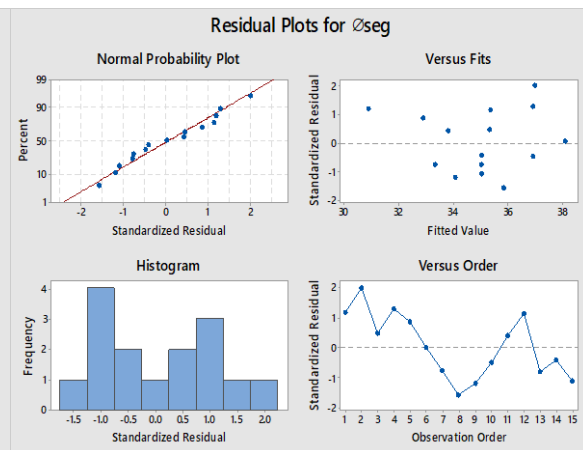 Residual Plots for ∅seg
Normal Probability Plot
99
90
50
10
1
Percent
-2 -1 0 1 2
Standardized Residual
Versus Fits
2
1
0
-1
-2
Standardized Residual
30 32 34 36 38
Fitted Value
Histogram
4
3
2
1
0
Frequency
-1.5 -1.0 -0.5 0.0 0.5 1.0 1.5 2.0
Standardized Residual
Versus Order
2
1
0
-1
-2
Standardized Residual
1 2 3 4 5 6 7 8 9 10 11 12 13 14 15
Observation Order